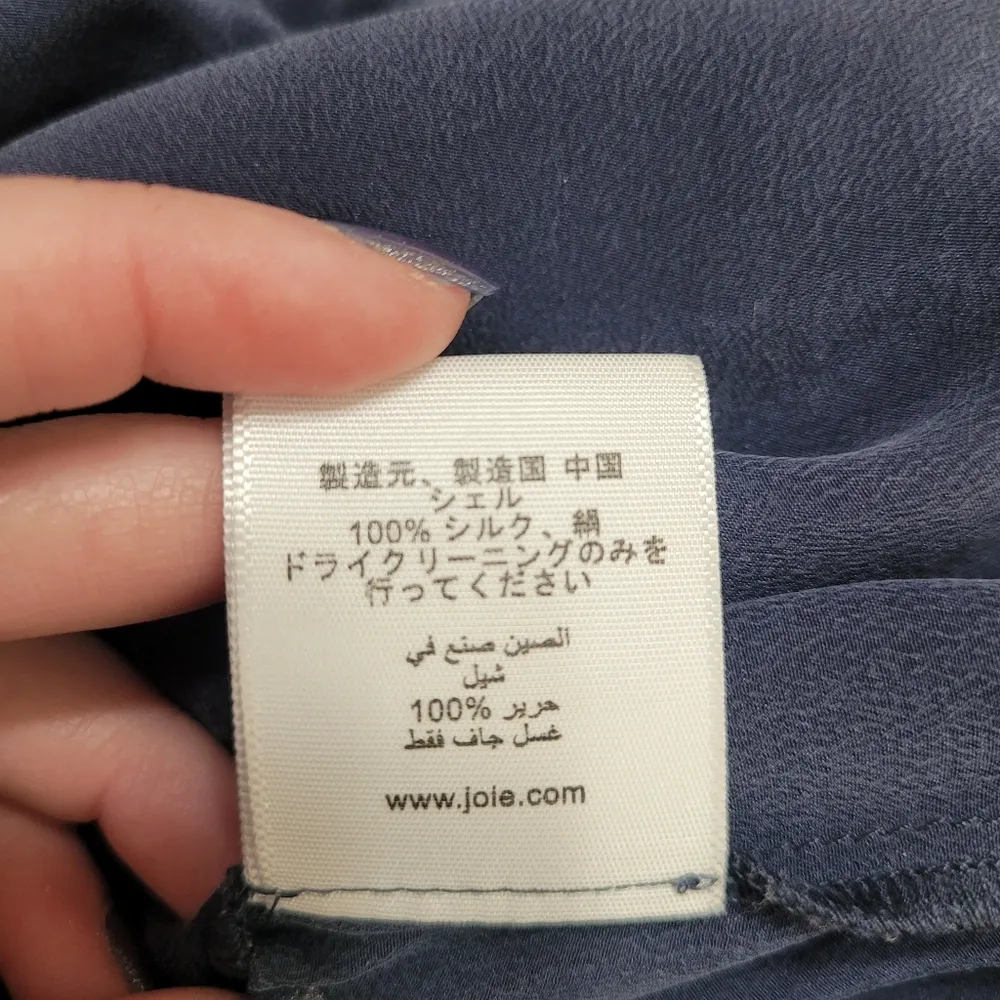 製造元、製造国 中国
シェル
100% シルク、絹
ドライクリーニングのみを
行ってください
الصين صنع في
شيل
حرير %100
غسل جاف فقط
www.joie.com